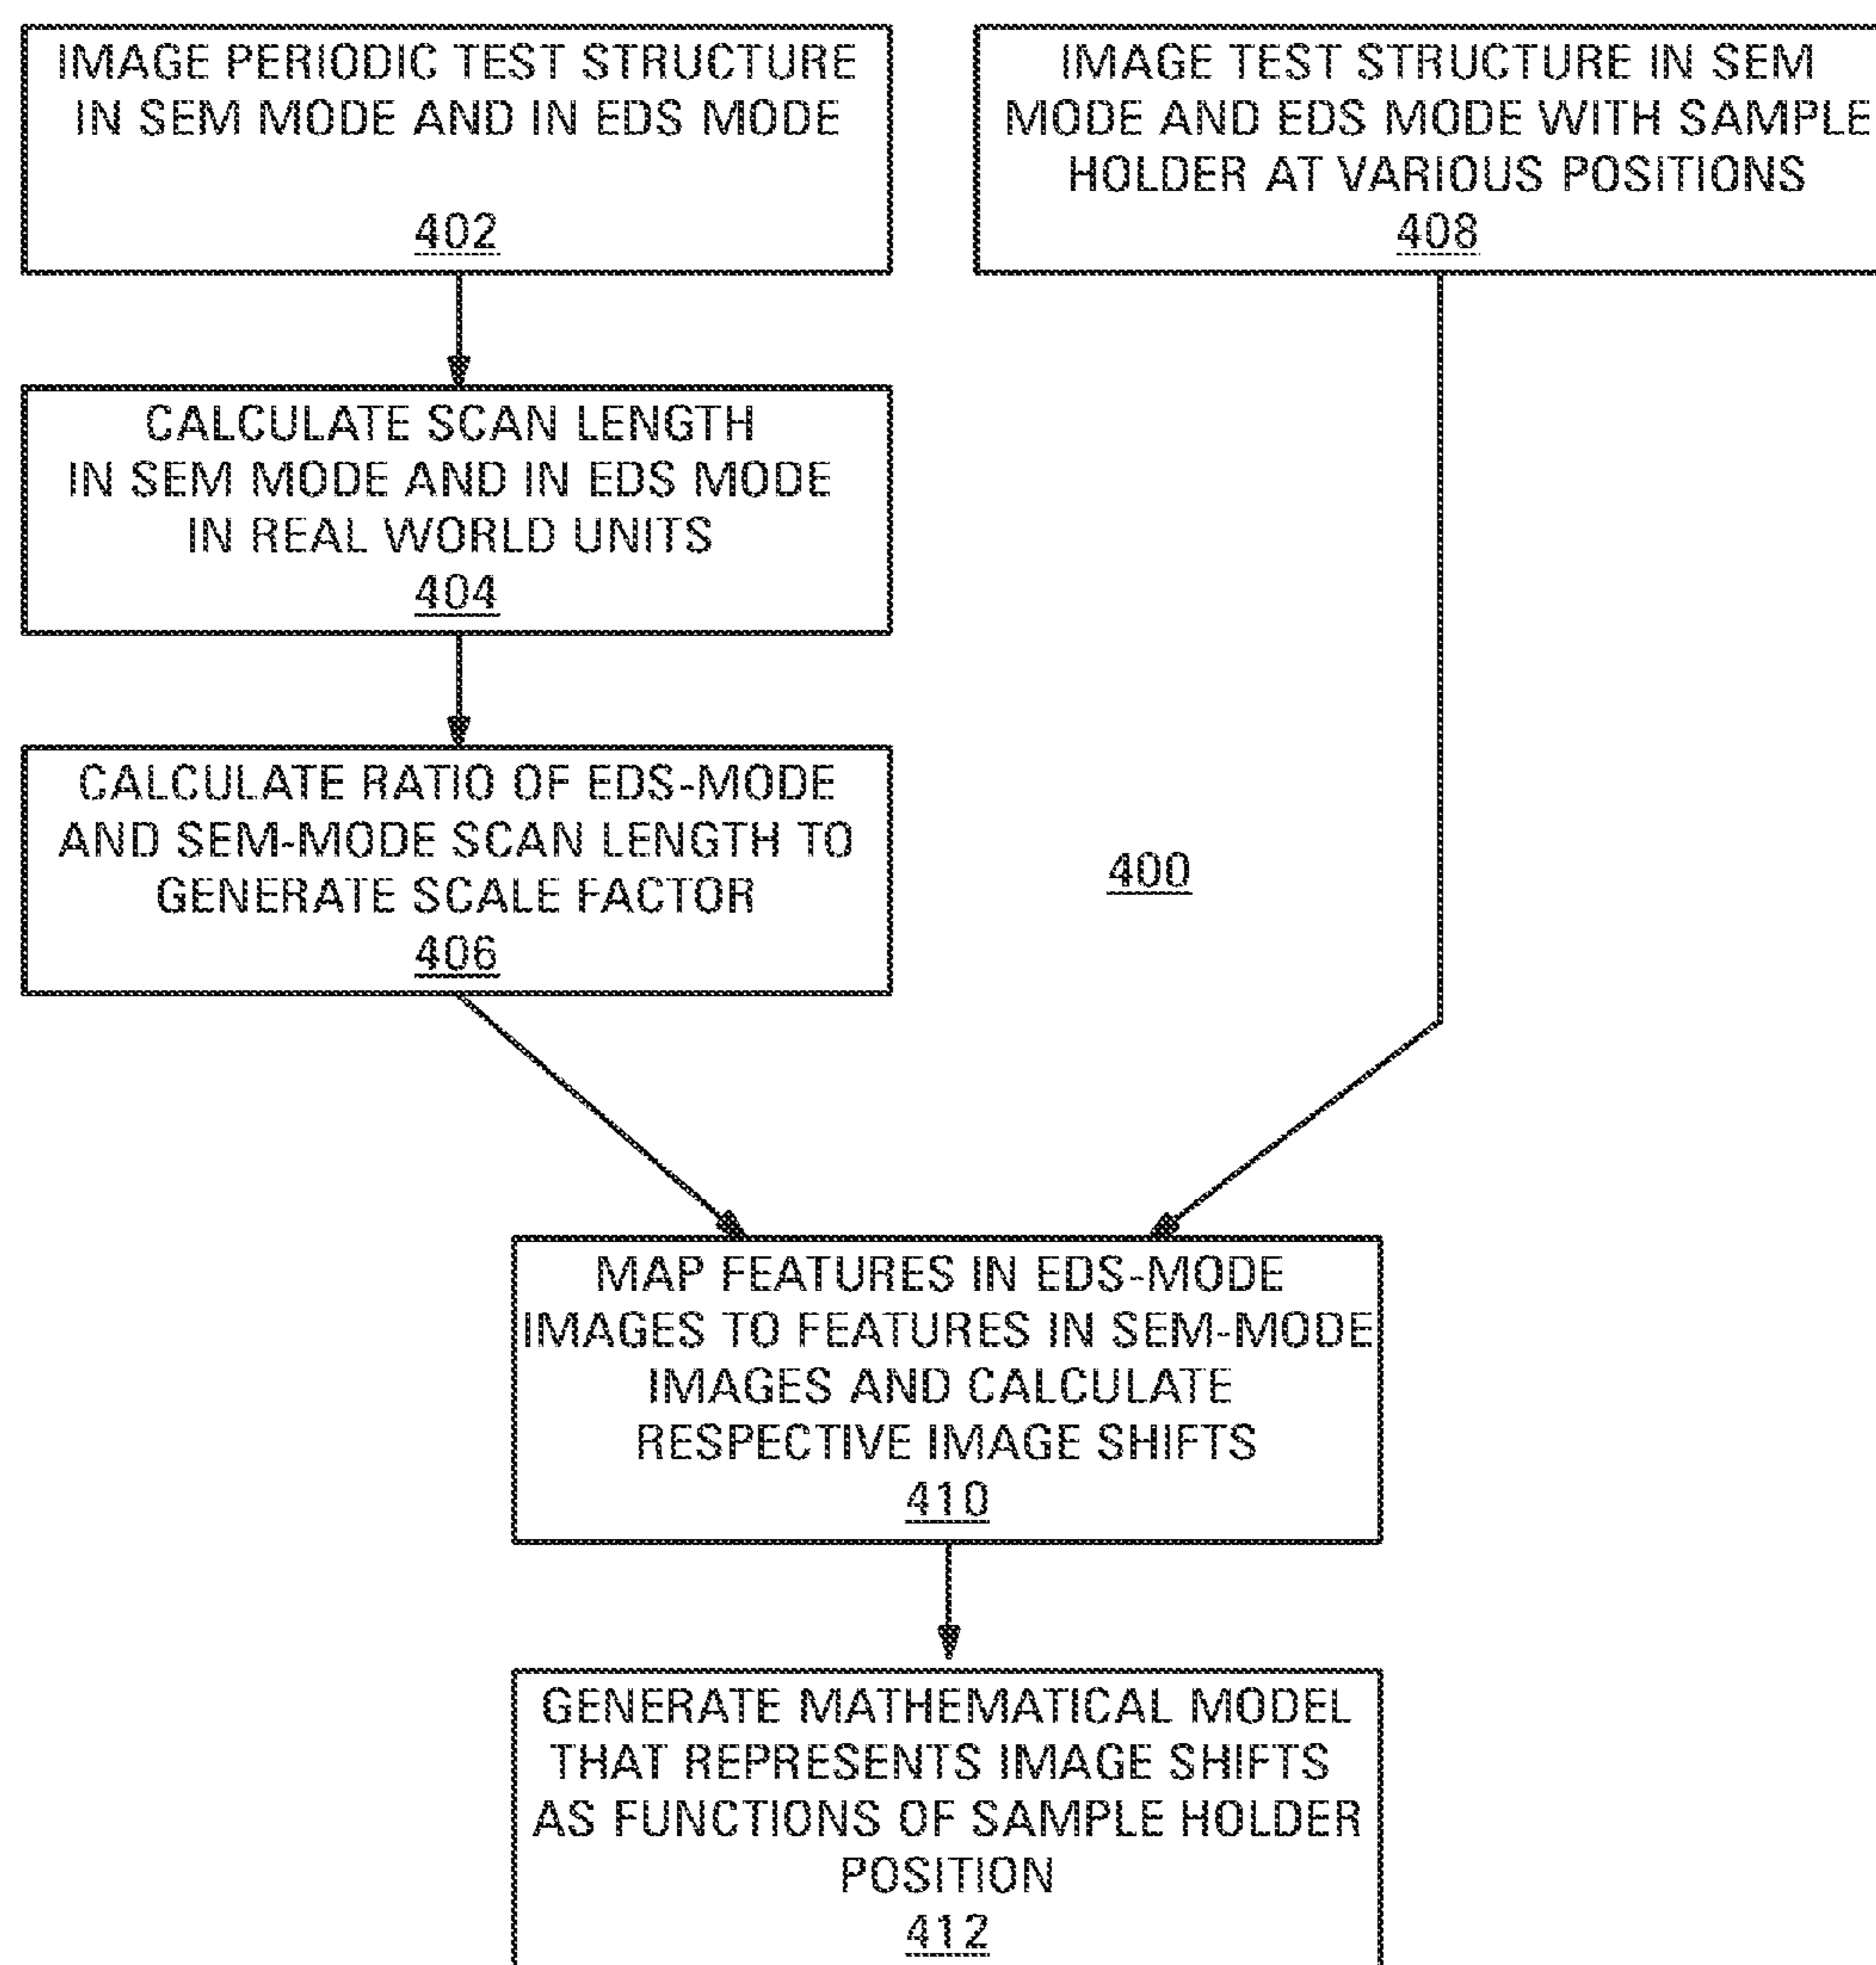 IMAGE PERIODIC TEST STRUCTURE
IN SEM MODE AND IN EDS MODE
402
IMAGE TEST STRUCTURE IN SEM
MODE AND EDS MODE WITH SAMPLE
HOLDER AT VARIOUS POSITIONS
408
CALCULATE SCAN LENGTH
IN SEM MODE AND IN EDS MODE
IN REAL WORLD UNITS
404
CALCULATE RATIO OF EDS-MODE
AND SEM-MODE SCAN LENGTH TO
GENERATE SCALE FACTOR
406
400
MAP FEATURES IN EDS-MODE
IMAGES TO FEATURES IN SEM-MODE
IMAGES AND CALCULATE
RESPECTIVE IMAGE SHIFTS
410
GENERATE MATHEMATICAL MODEL
THAT REPRESENTS IMAGE SHIFTS
AS FUNCTIONS OF SAMPLE HOLDER
POSITION
412